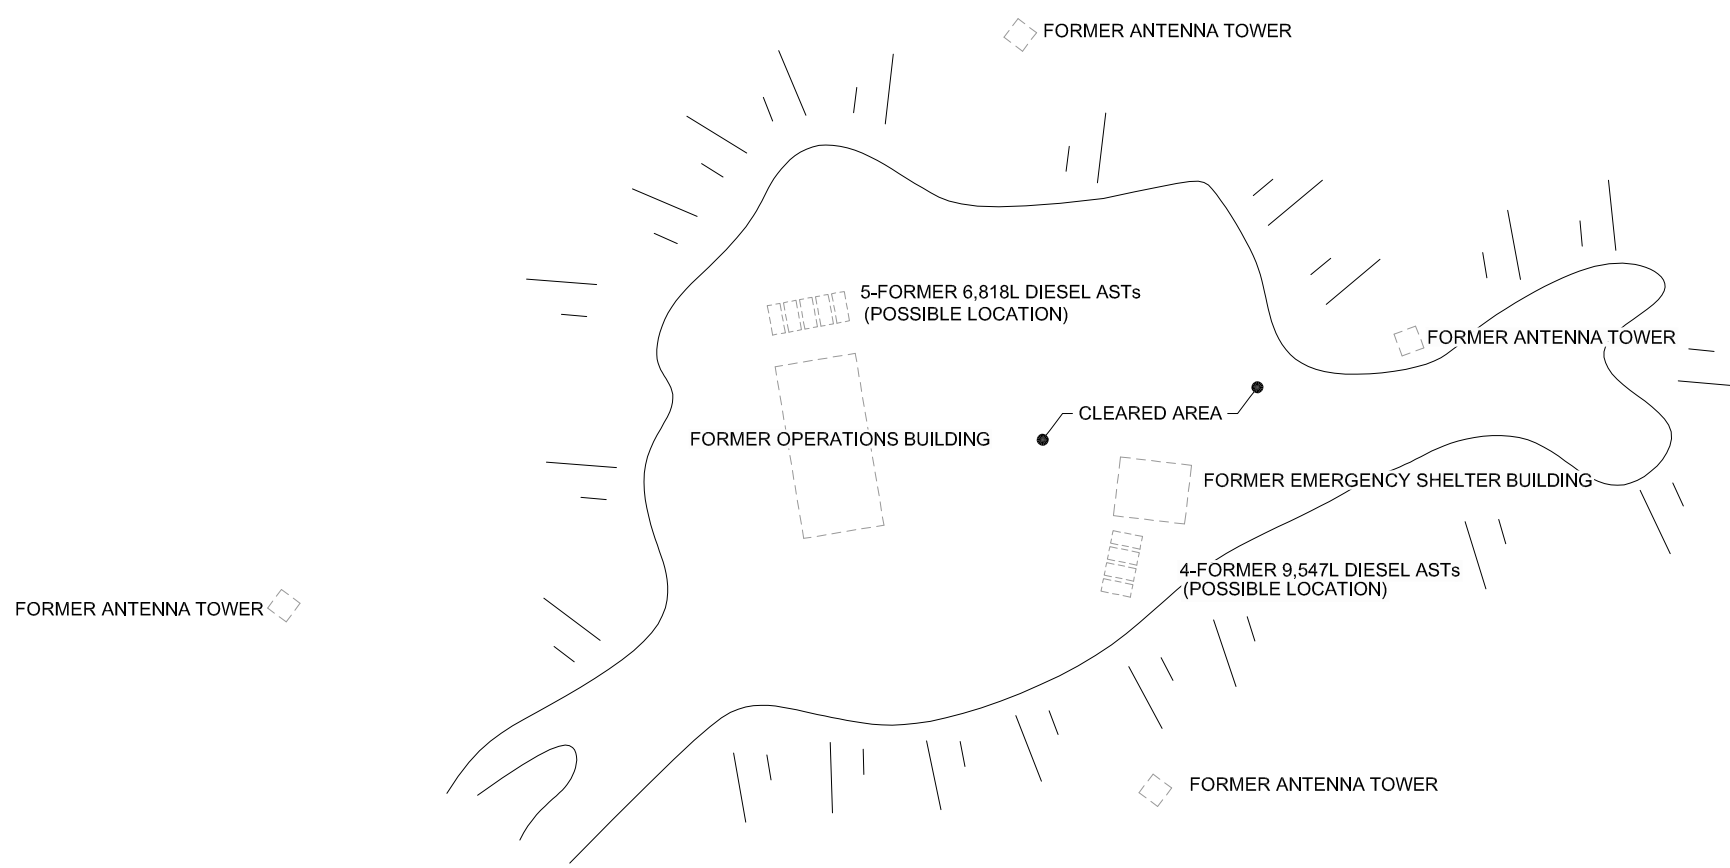 FORMER ANTENNA TOWER
5-FORMER 6,818L DIESEL ASTs
(POSSIBLE LOCATION)
FORMER ANTENNA TOWER
CLEARED AREA
FORMER OPERATIONS BUILDING
FORMER EMERGENCY SHELTER BUILDING
4-FORMER 9,547L DIESEL ASTs
(POSSIBLE LOCATION)
FORMER ANTENNA TOWER
FORMER ANTENNA TOWER